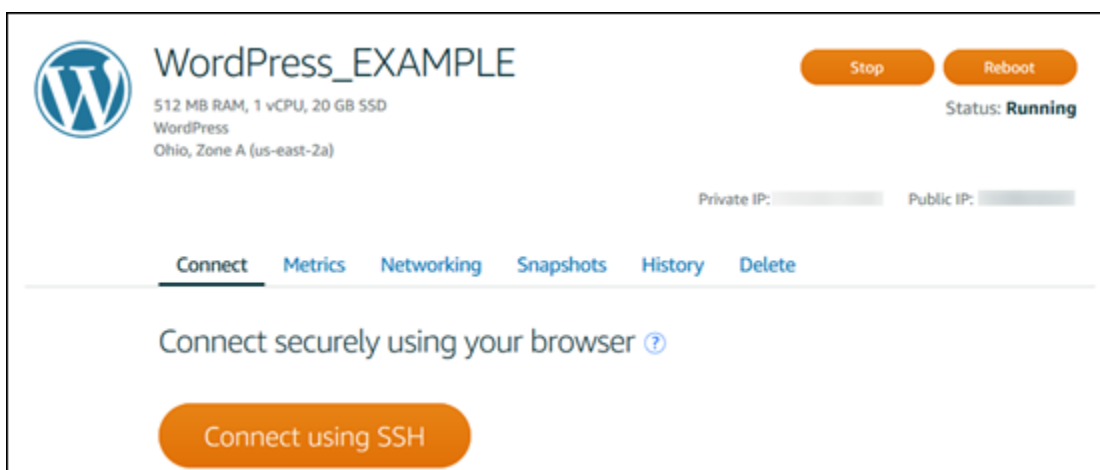 WordPress_EXAMPLE
512 MB RAM, 1 vCPU, 20 GB SSD
WordPress
Ohio, Zone A (us-east-2a)
Stop Reboot
Status: Running
Private IP: Public IP:
Connect Metrics Networking Snapshots History Delete
Connect securely using your browser ?
Connect using SSH